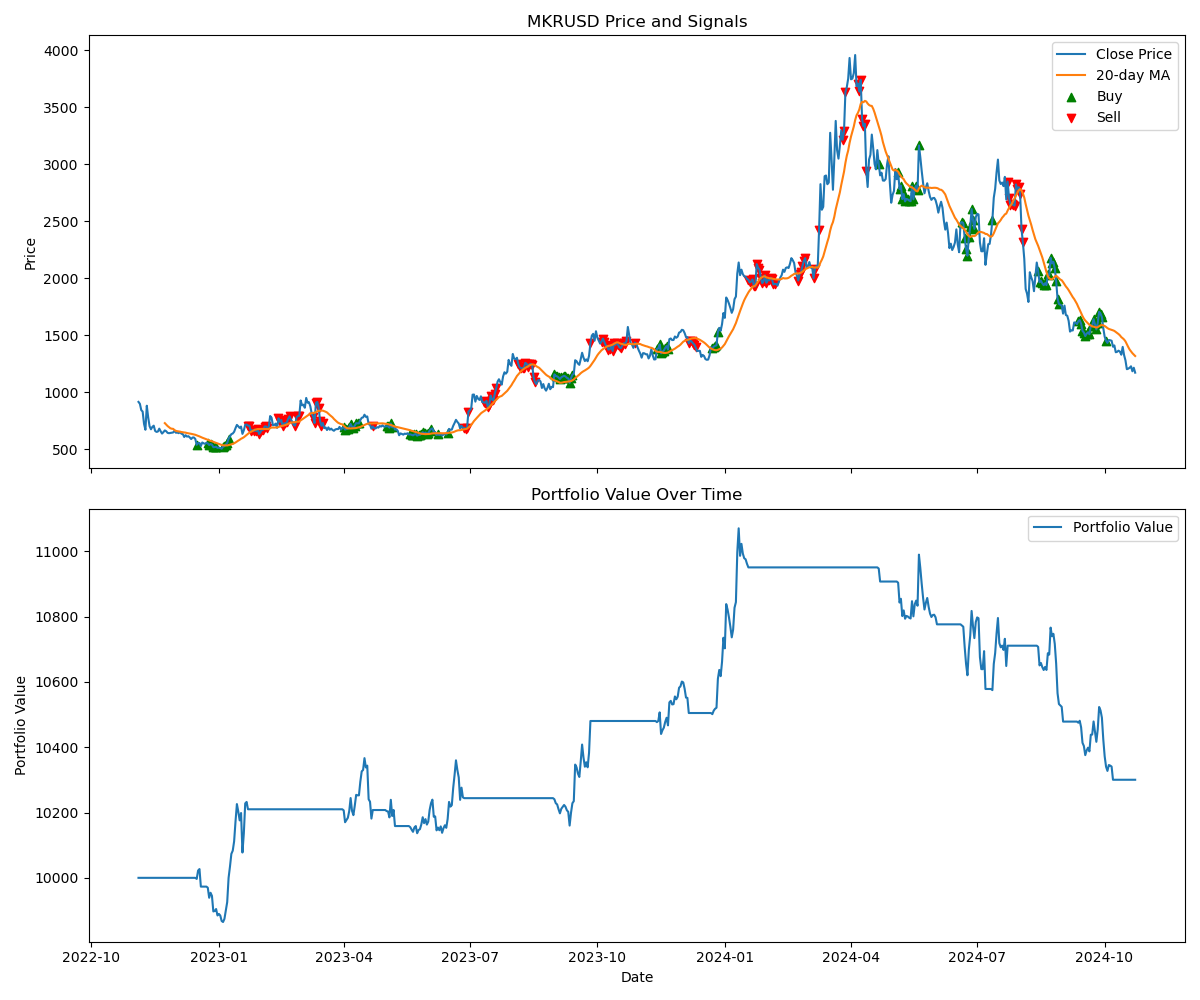 MKRUSD Price and Signals
Price
4000
3500
3000
2500
2000
1500
1000
500
Close Price
20-day MA
Buy
Sell
Portfolio Value Over Time
Portfolio Value
11000
10800
10600
10400
10200
10000
Portfolio Value
2022-10
2023-01
2023-04
2023-07
2023-10
2024-01
2024-04
2024-07
2024-10
Date